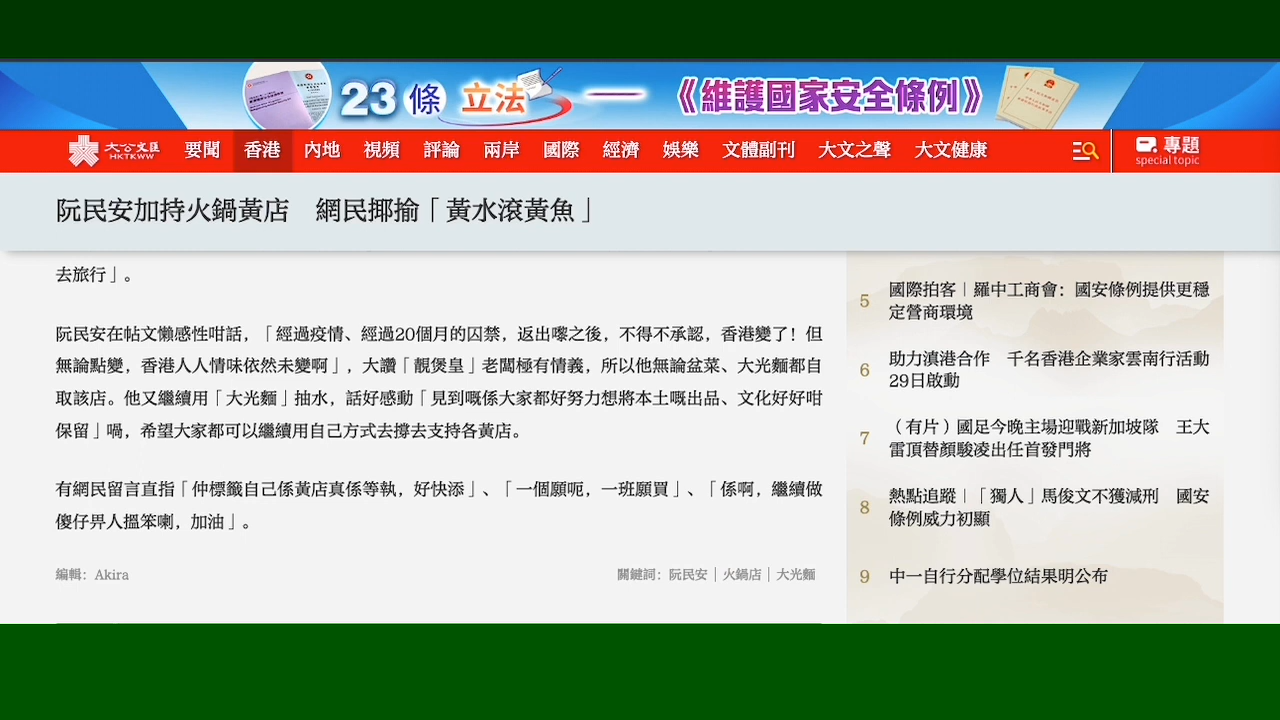 23 條 立法 —— 《維護國家安全條例》
大公文匯 要聞 香港 內地 視頻 評論 兩岸 國際 經濟 娛樂 文體副刊 大文之聲 大文健康 專題
HKTKWW special topic
阮民安加持火鍋黃店 網民揶揄「黃水滾黃魚」
去旅行」。
阮民安在帖文懶感性咁話，「經過疫情、經過20個月的囚禁，返出嚟之後，不得不承認，香港變了！但
無論點變，香港人人情味依然未變啊」，大讚「靚煲皇」老闆極有情義，所以他無論盆菜、大光麵都自
取該店。他又繼續用「大光麵」抽水，話好感動「見到嘅係大家都好努力想將本土嘅出品、文化好好咁
保留」喎，希望大家都可以繼續用自己方式去撐去支持各黃店。
有網民留言直指「仲標籤自己係黃店真係等執，好快添」、「一個願呃，一班願買」、「係啊，繼續做
傻仔畀人搵笨喇，加油」。
編輯：Akira
關鍵詞：阮民安｜火鍋店｜大光麵
5 國際拍客｜羅中工商會：國安條例提供更穩
定營商環境
6 助力滇港合作 千名香港企業家雲南行活動
29日啟動
7 （有片）國足今晚主場迎戰新加坡隊 王大
雷頂替顏駿凌出任首發門將
8 熱點追蹤｜「獨人」馬俊文不獲減刑 國安
條例威力初顯
9 中一自行分配學位結果明公布